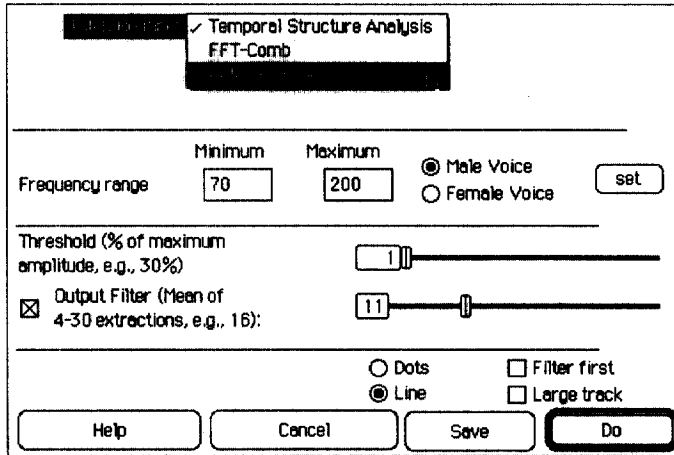 ✓ Temporal Structure Analysis
FFT-Comb
Minimum Maximum
Frequency range 70 200 Male Voice set
Female Voice
Threshold (% of maximum
amplitude, e.g., 30%) 1
Output Filter (Mean of
4-30 extractions, e.g., 16): 11
Dots Filter first
Line Large track
Help Cancel Save Do